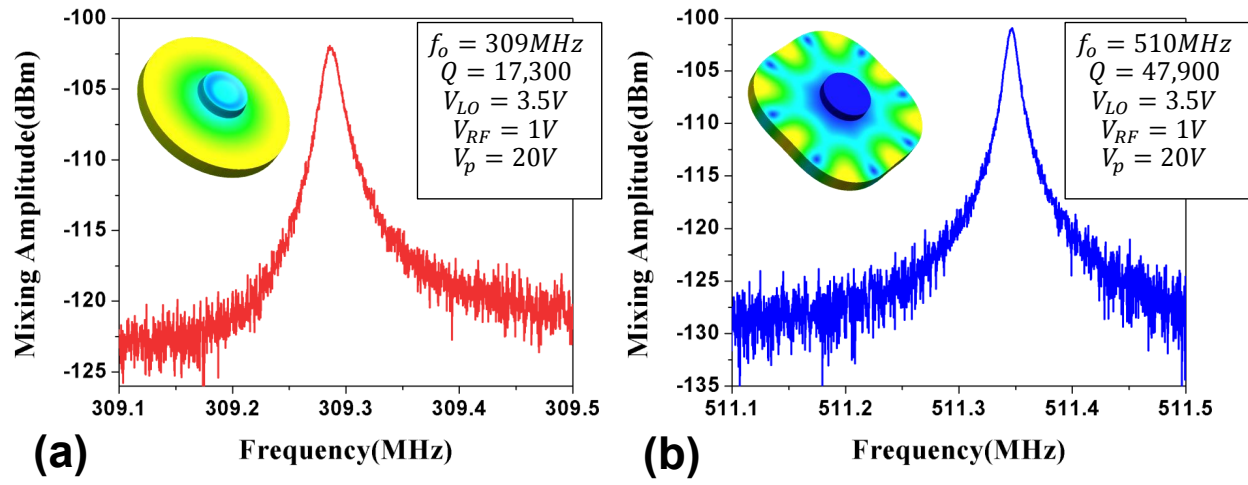 -100
-105
-110
-115
-120
-125
309.1
309.2
309.3
309.4
309.5
Mixing Amplitude(dBm)
Frequency(MHz)
f_o = 309MHz
Q = 17,300
V_LO = 3.5V
V_RF = 1V
V_p = 20V
(a)
-100
-105
-110
-115
-120
-125
-130
-135
511.1
511.2
511.3
511.4
511.5
Mixing Amplitude(dBm)
Frequency(MHz)
f_o = 510MHz
Q = 47,900
V_LO = 3.5V
V_RF = 1V
V_p = 20V
(b)